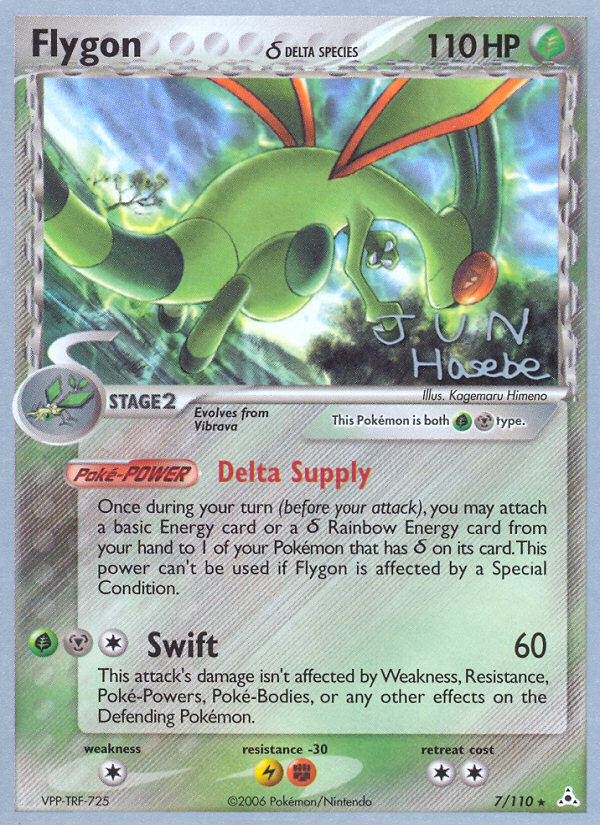 Flygon δ DELTA SPECIES 110 HP
JUN
Hasebe
Illus. Kagemaru Himeno
STAGE2
Evolves from
Vibrava
This Pokémon is both type.
Poké-POWER Delta Supply
Once during your turn (before your attack), you may attach
a basic Energy card or a δ Rainbow Energy card from
your hand to 1 of your Pokémon that has δ on its card. This
power can't be used if Flygon is affected by a Special
Condition.
Swift 60
This attack's damage isn't affected by Weakness, Resistance,
Poké-Powers, Poké-Bodies, or any other effects on the
Defending Pokémon.
weakness resistance -30 retreat cost
VPP-TRF-725 ©2006 Pokémon/Nintendo 7/110 ★